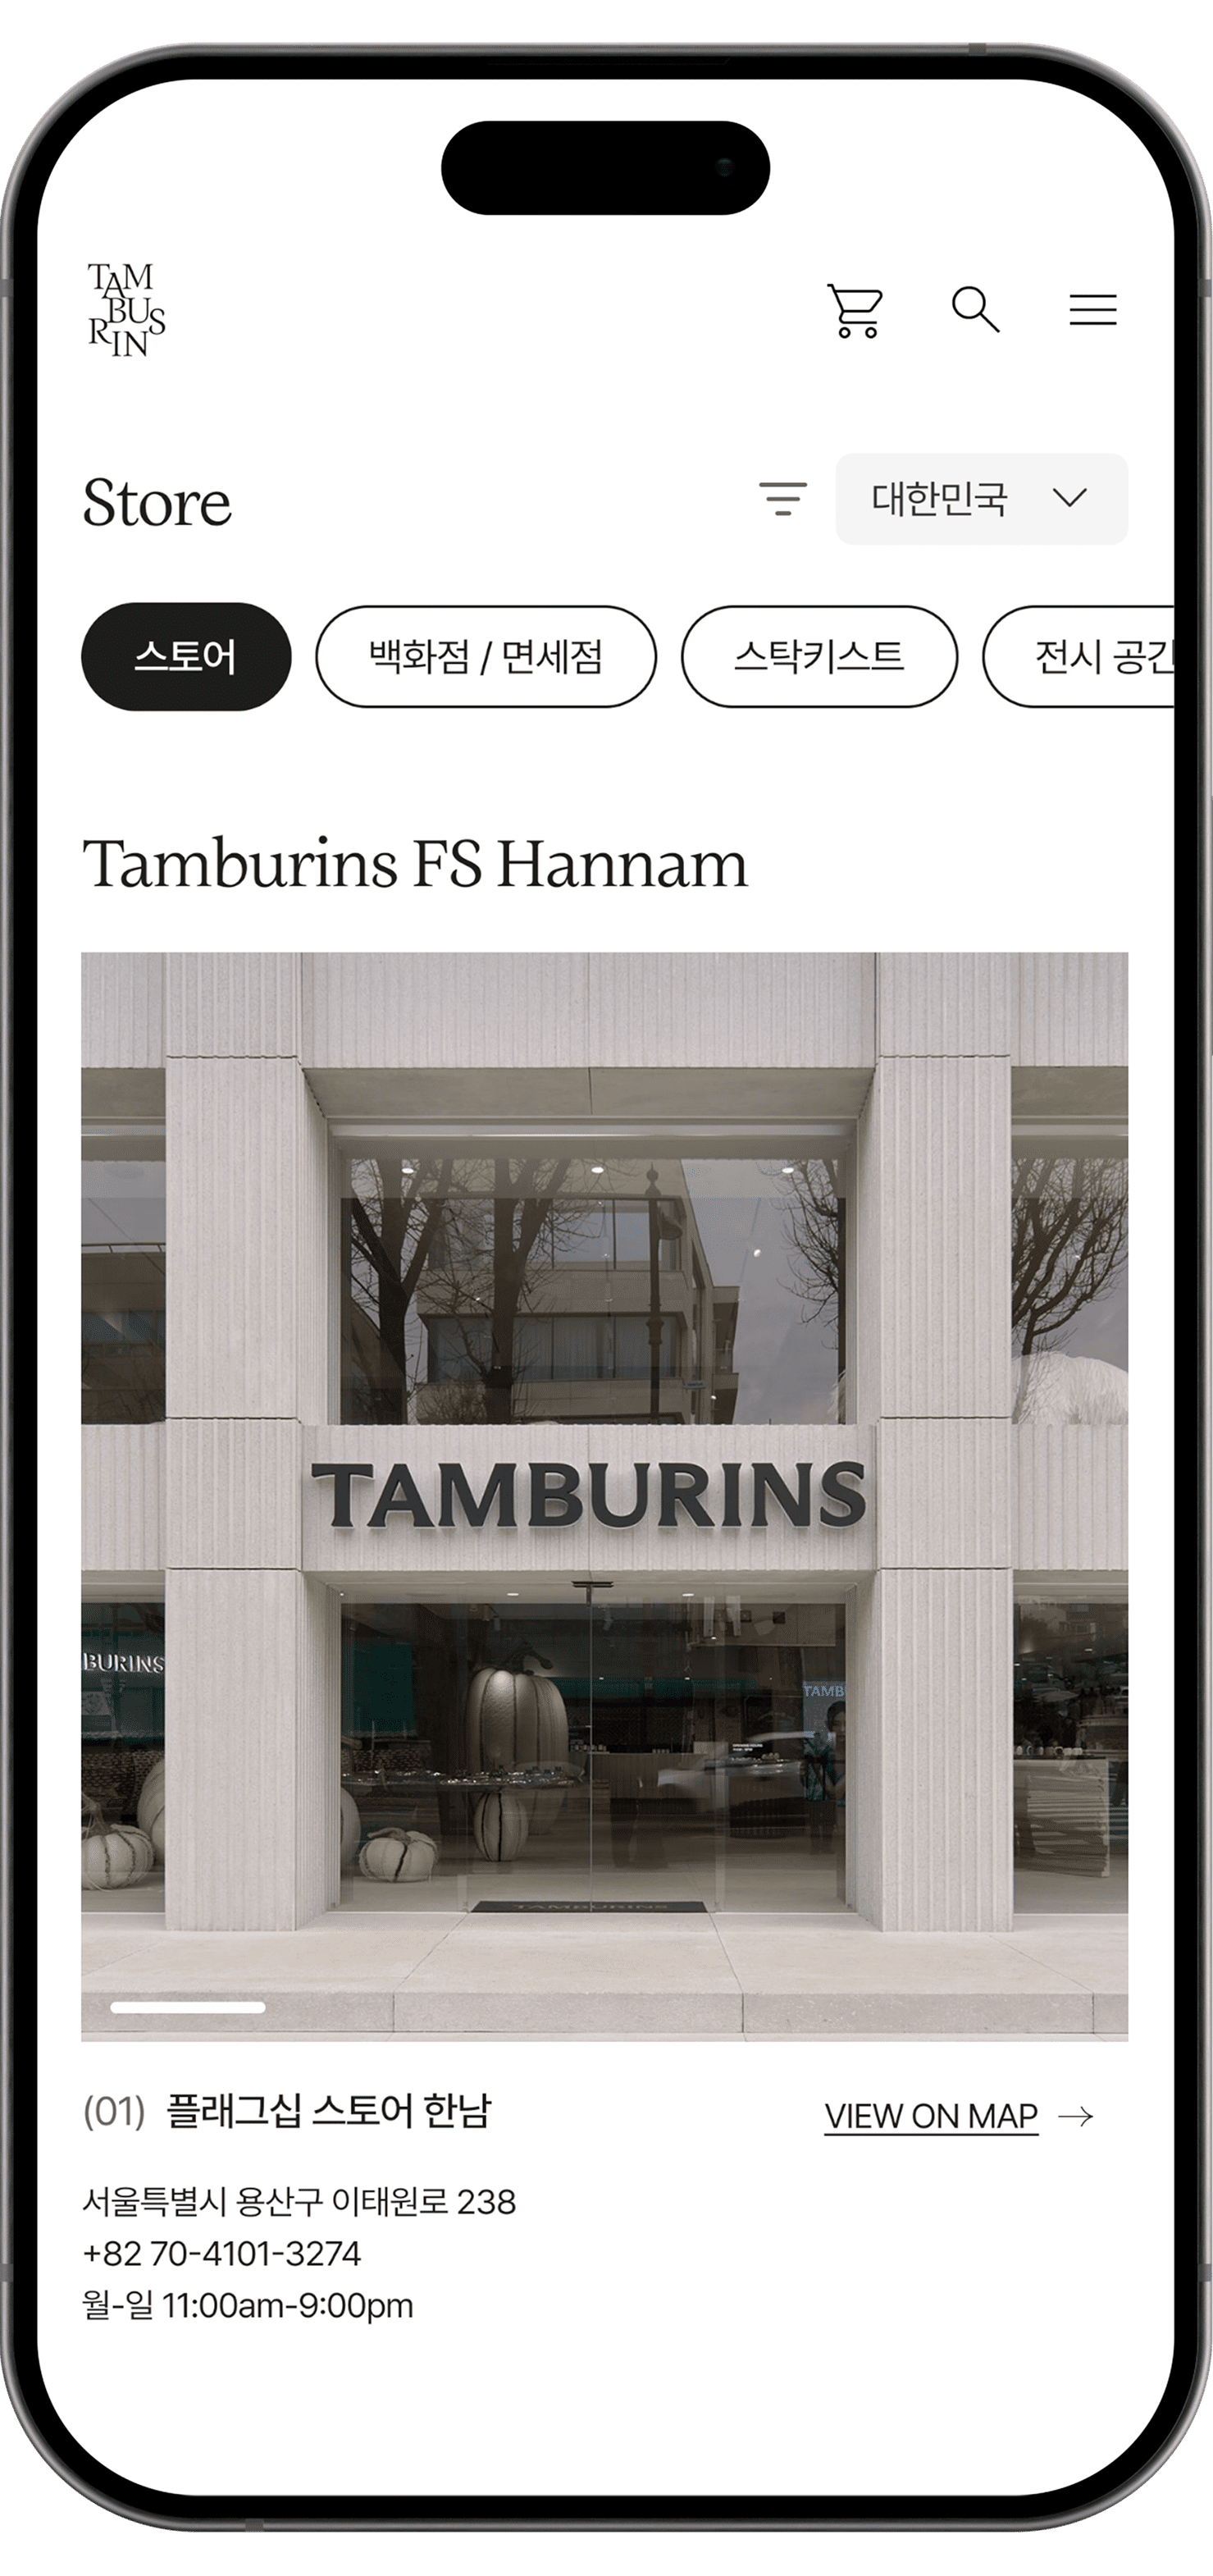 TAM
BUS
RIN
Store
대한민국
스토어
백화점 / 면세점
스탁키스트
전시 공간
Tamburins FS Hannam
TAMBURINS
BURINS
TAMB
TAMBURINS
(01) 플래그십 스토어 한남
VIEW ON MAP →
서울특별시 용산구 이태원로 238
+82 70-4101-3274
월-일 11:00am-9:00pm